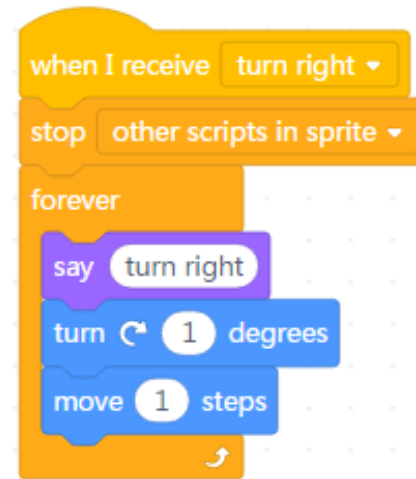 when I receive turn right
stop other scripts in sprite
forever
say turn right
turn 1 degrees
move 1 steps